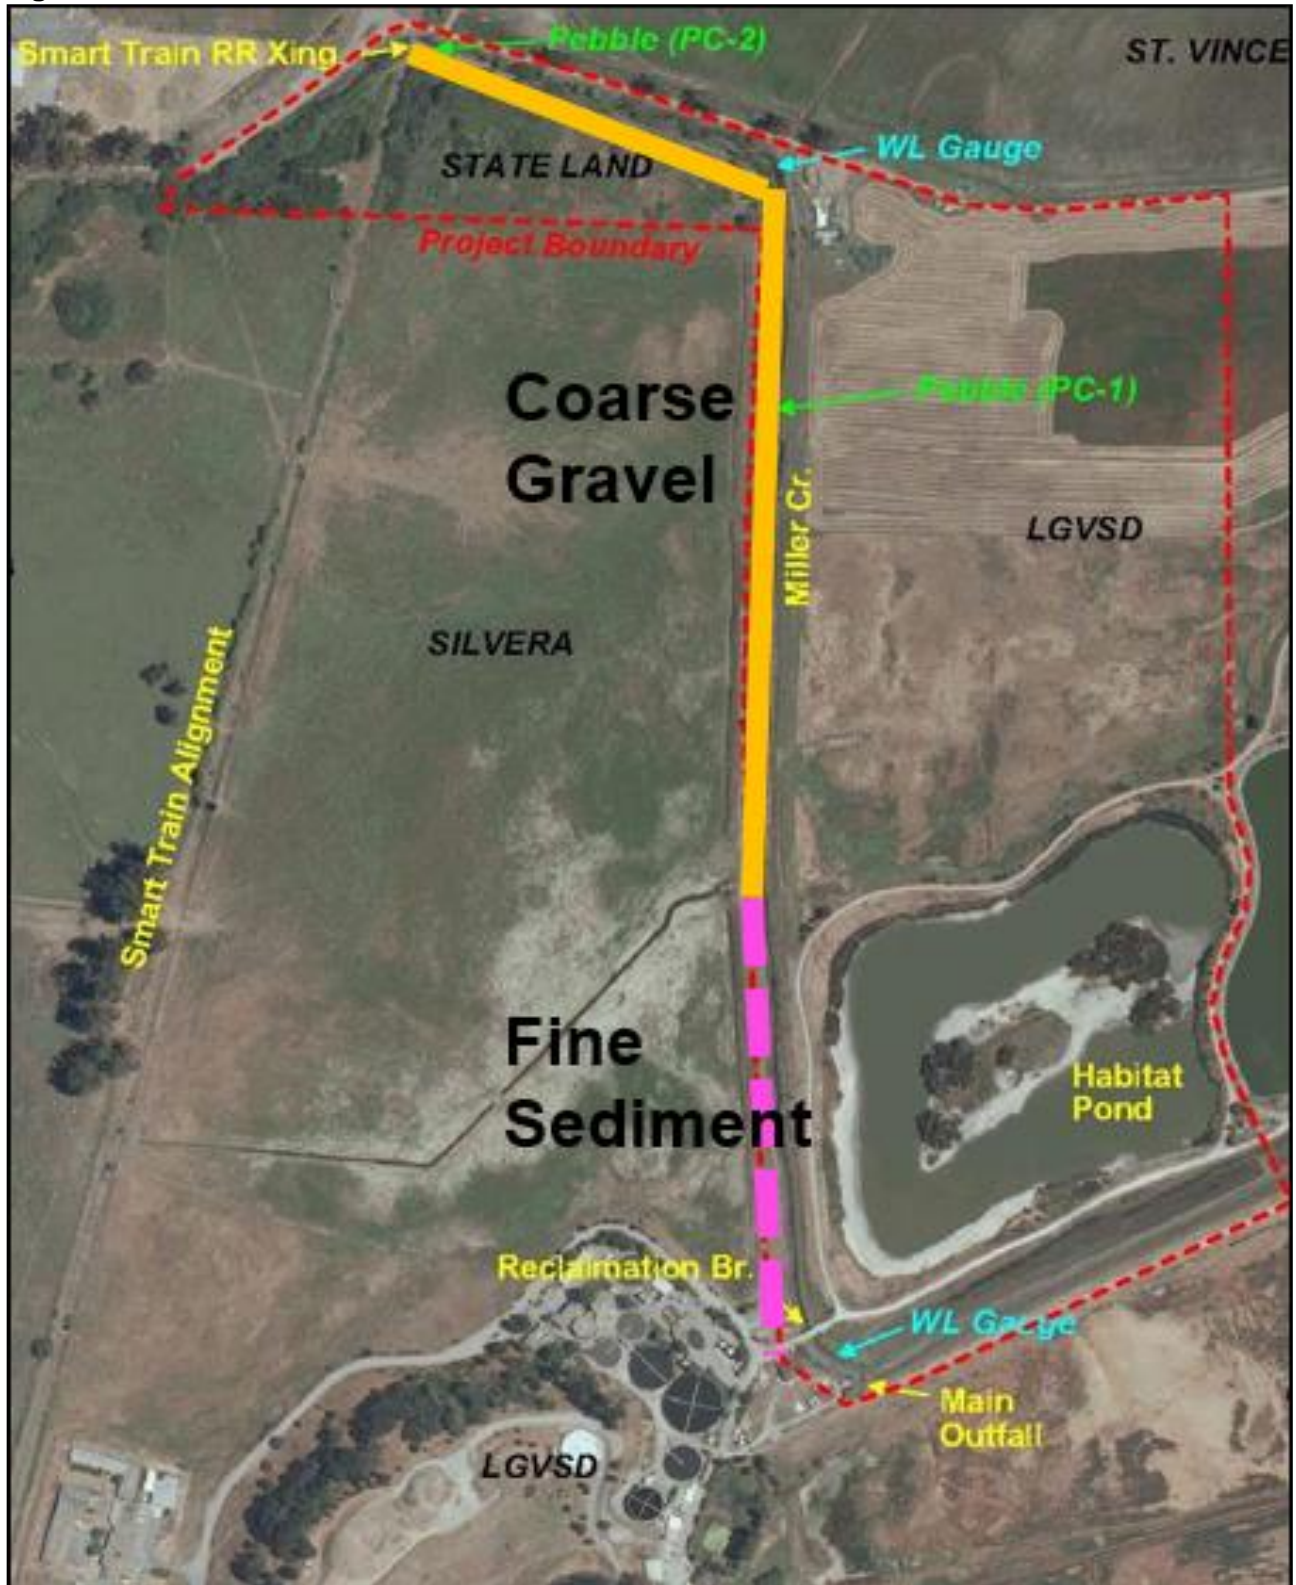 Smart Train RR Xing
Pebble (PC-2)
ST. VINCE
WL Gauge
STATE LAND
Project Boundary
Coarse
Gravel
Pebble (PC-1)
Miller Cr.
LGVSD
SILVERA
Smart Train Alignment
Fine
Sediment
Habitat
Pond
Reclaimation Br.
WL Gauge
Main
Outfall
LGVSD